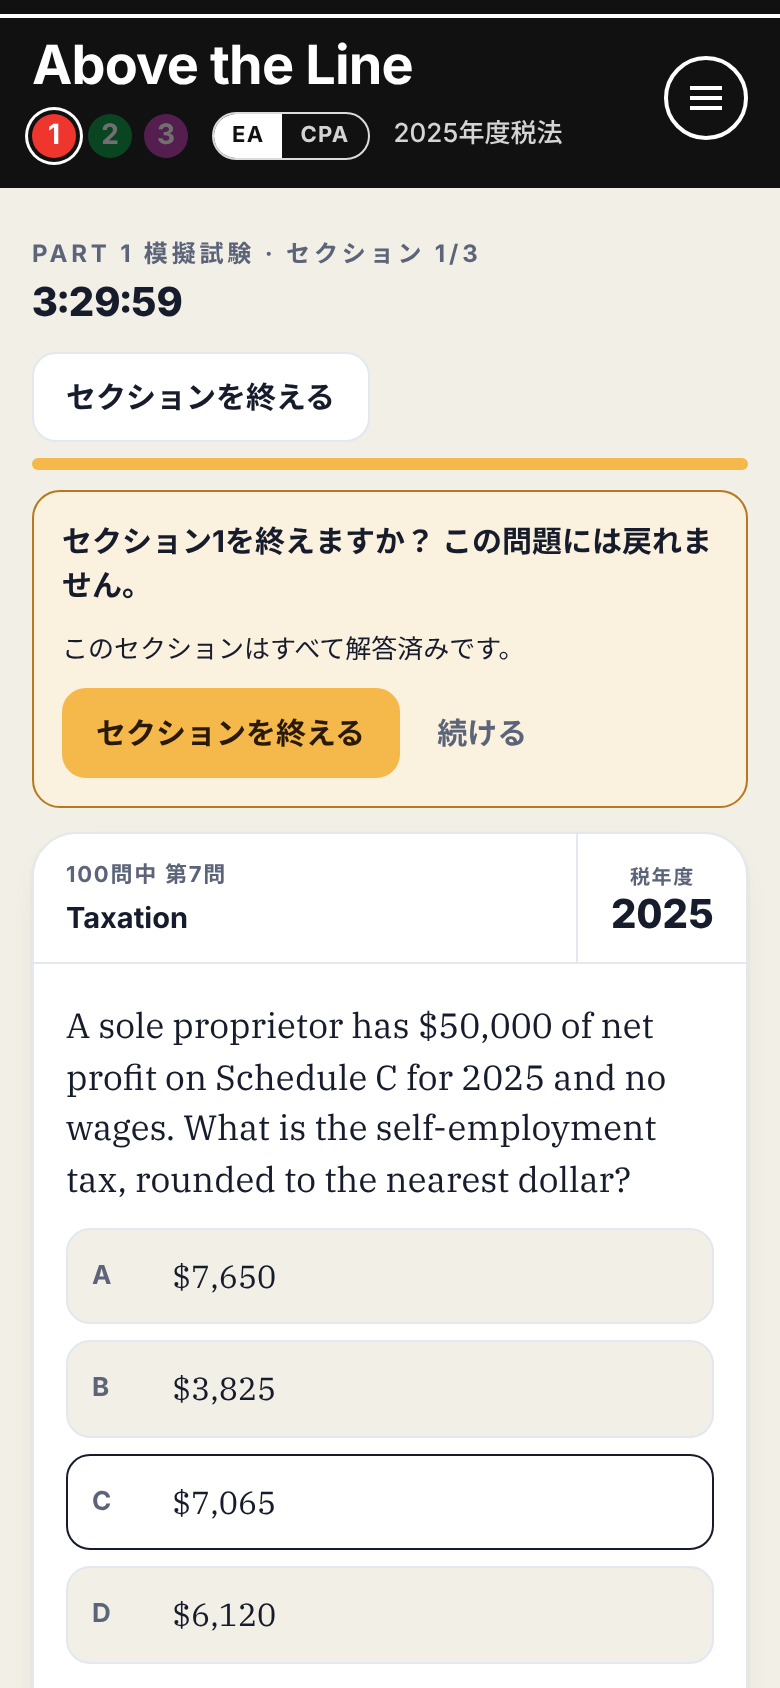 Above the Line
1 2 3 EA CPA 2025年度税法
PART 1 模擬試験 · セクション 1/3
3:29:59
セクションを終える
セクション1を終えますか？ この問題には戻れま
せん。
このセクションはすべて解答済みです。
セクションを終える 続ける
100問中 第7問
Taxation
税年度
2025
A sole proprietor has $50,000 of net
profit on Schedule C for 2025 and no
wages. What is the self-employment
tax, rounded to the nearest dollar?
A $7,650
B $3,825
C $7,065
D $6,120